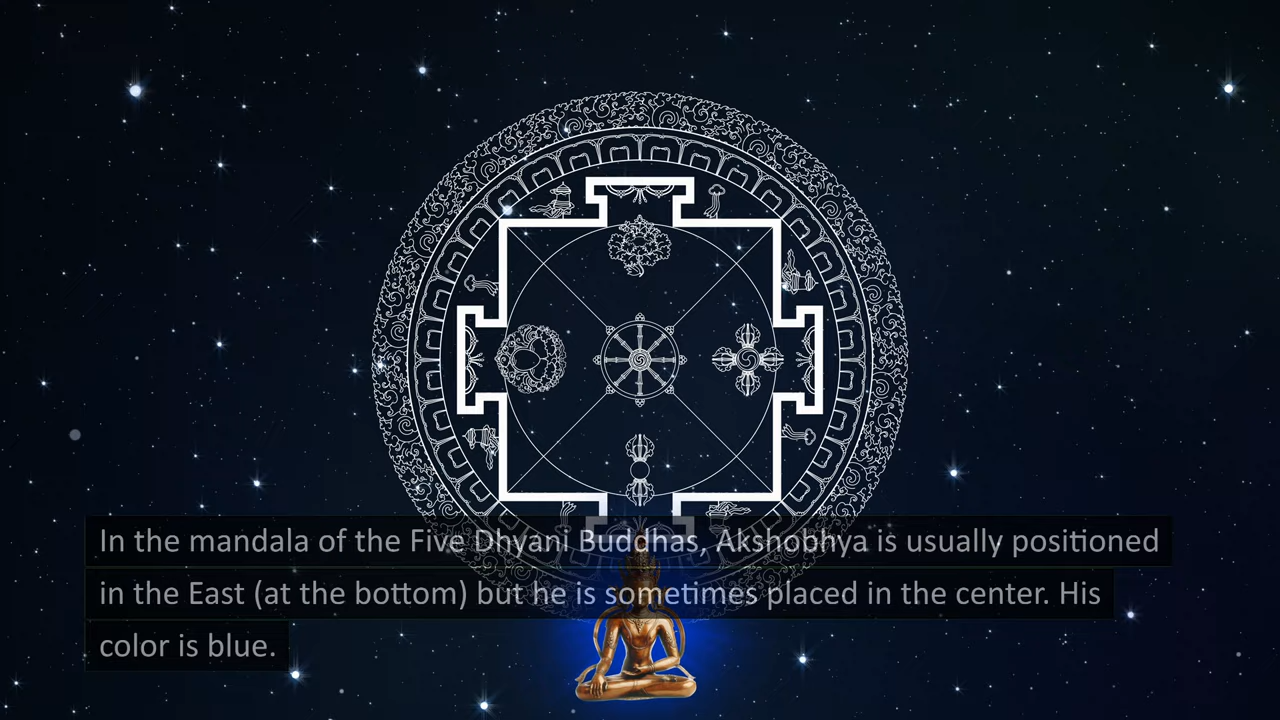 In the mandala of the Five Dhyani Buddhas, Akshobhya is usually positioned
in the East (at the bottom) but he is sometimes placed in the center. His
color is blue.